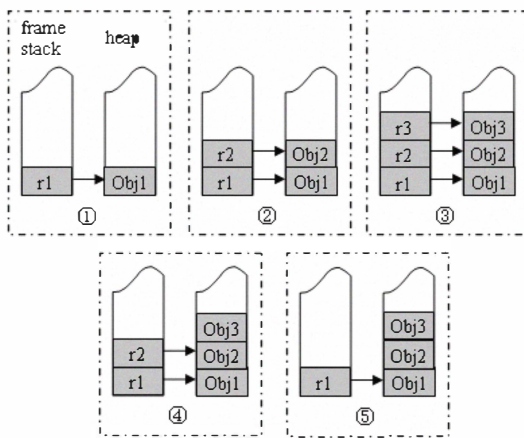 frame
stack
heap
r1
Obj1
①
r2
Obj2
r1
Obj1
②
r3
Obj3
r2
Obj2
r1
Obj1
③
Obj3
r2
Obj2
r1
Obj1
④
Obj3
Obj2
r1
Obj1
⑤